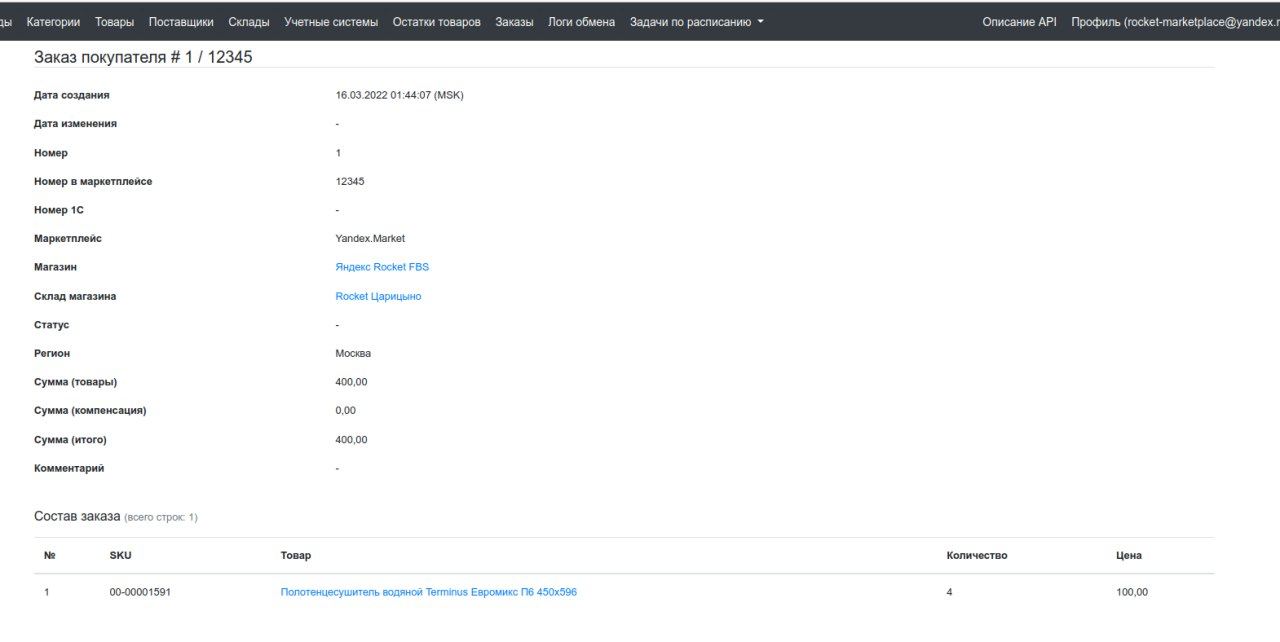 Категории Товары Поставщики Склады Учетные системы Остатки товаров Заказы Логи обмена Задачи по расписанию Описание API Профиль (rocket-marketplace@yandex.r
Заказ покупателя # 1 / 12345
Дата создания 16.03.2022 01:44:07 (MSK)
Дата изменения -
Номер 1
Номер в маркетплейсе 12345
Номер 1С -
Маркетплейс Yandex.Market
Магазин Яндекс Rocket FBS
Склад магазина Rocket Царицыно
Статус -
Регион Москва
Сумма (товары) 400,00
Сумма (компенсация) 0,00
Сумма (итого) 400,00
Комментарий -
Состав заказа (всего строк: 1)
№ SKU Товар Количество Цена
1 00-00001591 Полотенцесушитель водяной Terminus Евромикс П6 450х596 4 100,00